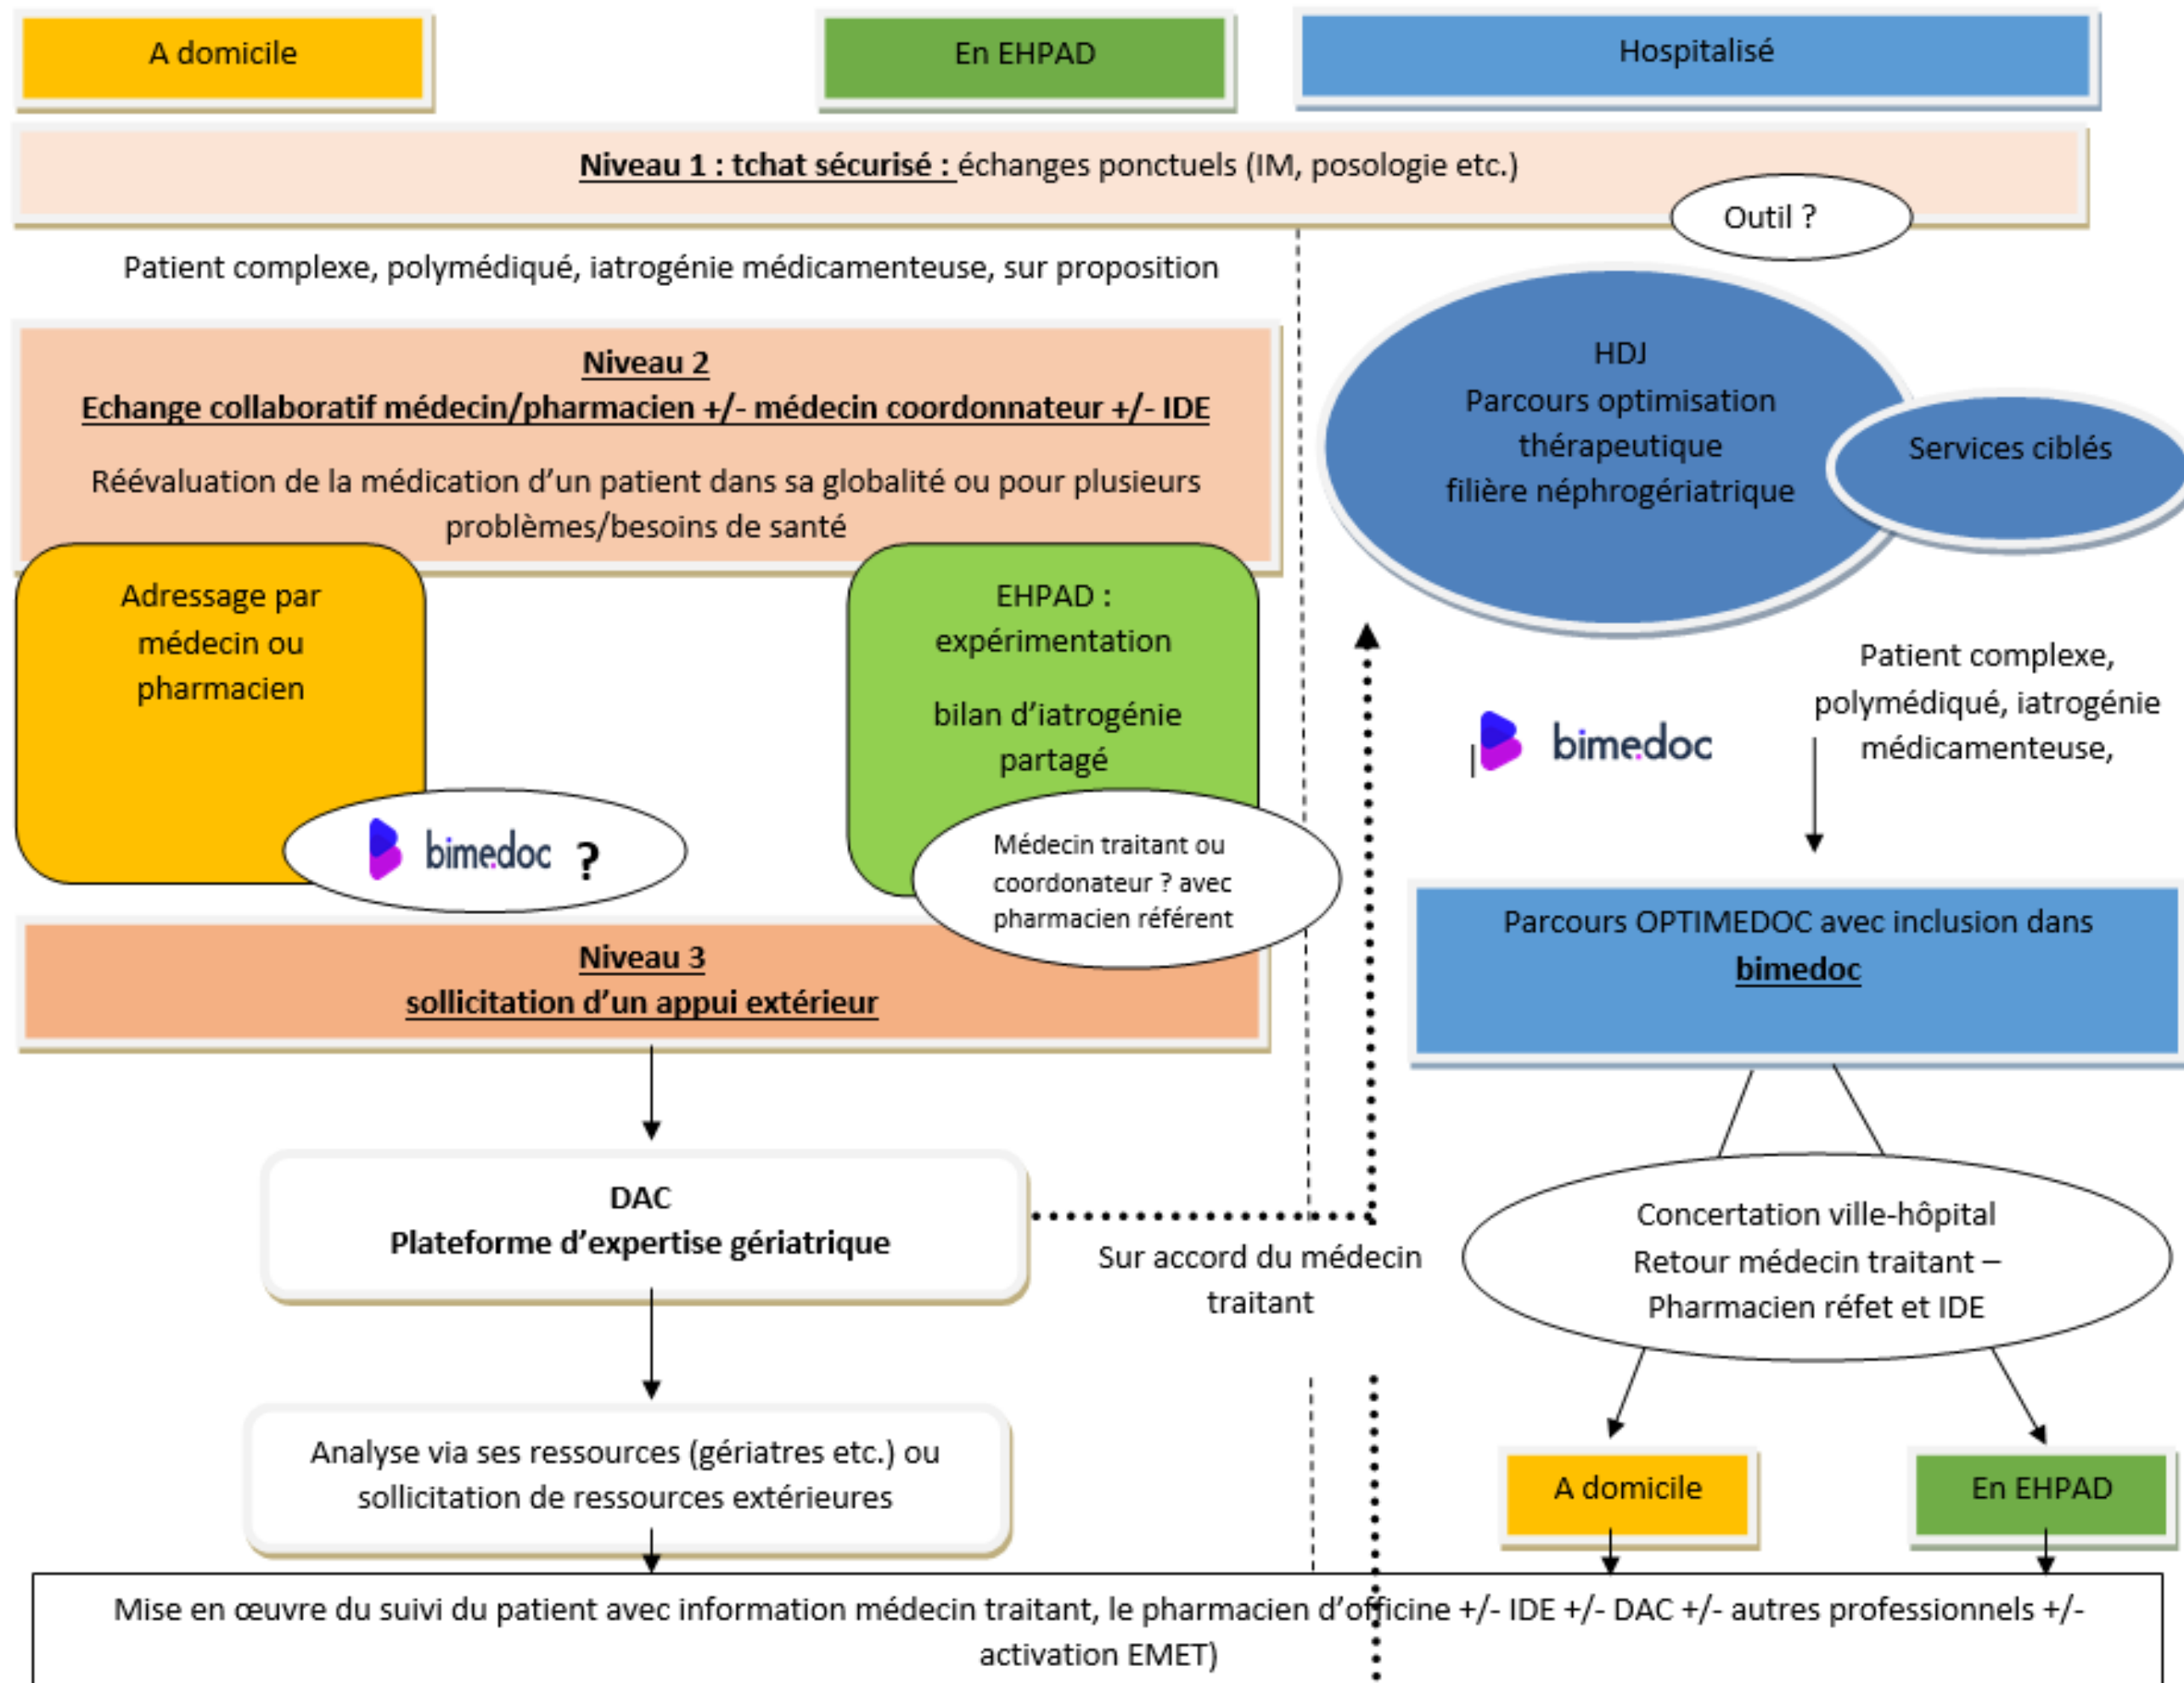 A domicile
En EHPAD
Hospitalisé
Niveau 1 : tchat sécurisé : échanges ponctuels (IM, posologie etc.)
Outil ?
Patient complexe, polymédiqué, iatrogénie médicamenteuse, sur proposition
Niveau 2
Echange collaboratif médecin/pharmacien +/- médecin coordonnateur +/- IDE
Réévaluation de la médication d’un patient dans sa globalité ou pour plusieurs
problèmes/besoins de santé
HDJ
Parcours optimisation
thérapeutique
filière néphrogériatrique
Services ciblés
Adressage par
médecin ou
pharmacien
bimedoc ?
EHPAD :
expérimentation
bilan d’iatrogénie
partagé
Médecin traitant ou
coordonateur ? avec
pharmacien référent
bimedoc
Patient complexe,
polymédiqué, iatrogénie
médicamenteuse,
Niveau 3
sollicitation d’un appui extérieur
Parcours OPTIMEDOC avec inclusion dans
bimedoc
DAC
Plateforme d’expertise gériatrique
Sur accord du médecin
traitant
Concertation ville-hôpital
Retour médecin traitant –
Pharmacien réfet et IDE
Analyse via ses ressources (gériatres etc.) ou
sollicitation de ressources extérieures
A domicile
En EHPAD
Mise en œuvre du suivi du patient avec information médecin traitant, le pharmacien d’officine +/- IDE +/- DAC +/- autres professionnels +/-
activation EMET)